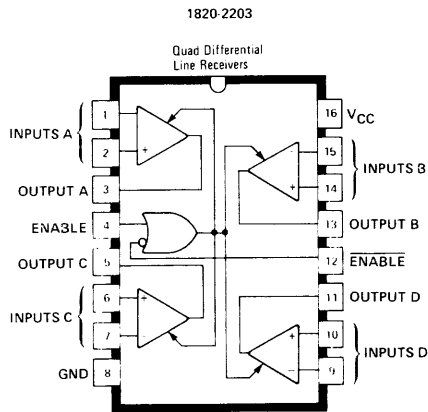 1820-2203
Quad Differential
Line Receivers
1
2
INPUTS A
-
+
3
OUTPUT A
4
ENABLE
5
OUTPUT C
6
7
INPUTS C
+
-
8
GND
16
VCC
15
14
INPUTS B
-
+
13
OUTPUT B
12
ENABLE
11
OUTPUT D
10
9
INPUTS D
+
-